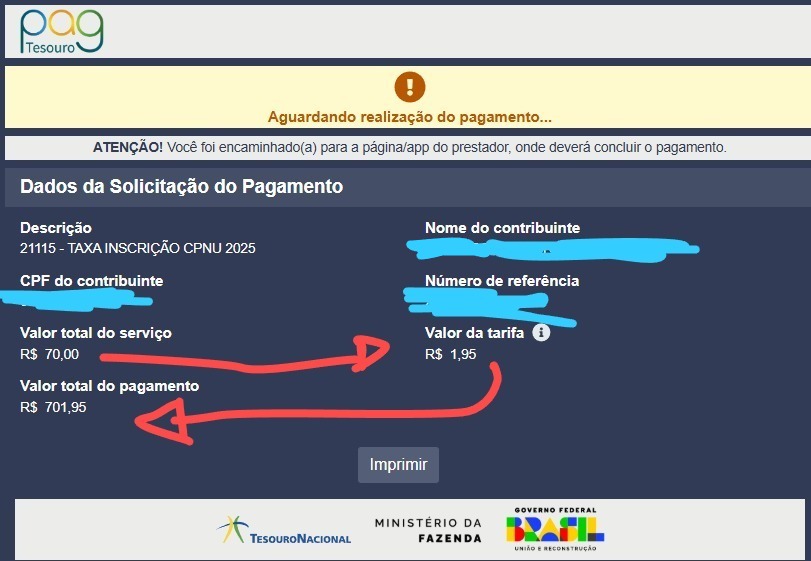 pag
Tesouro
!
Aguardando realização do pagamento...
ATENÇÃO! Você foi encaminhado(a) para a página/app do prestador, onde deverá concluir o pagamento.
Dados da Solicitação do Pagamento
Descrição
21115 - TAXA INSCRIÇÃO CPNU 2025
Nome do contribuinte
CPF do contribuinte
Número de referência
Valor total do serviço
R$ 70,00
Valor da tarifa i
R$ 1,95
Valor total do pagamento
R$ 701,95
Imprimir
TESOURONACIONAL
MINISTÉRIO DA
FAZENDA
GOVERNO FEDERAL
BRASIL
UNIÃO E RECONSTRUÇÃO